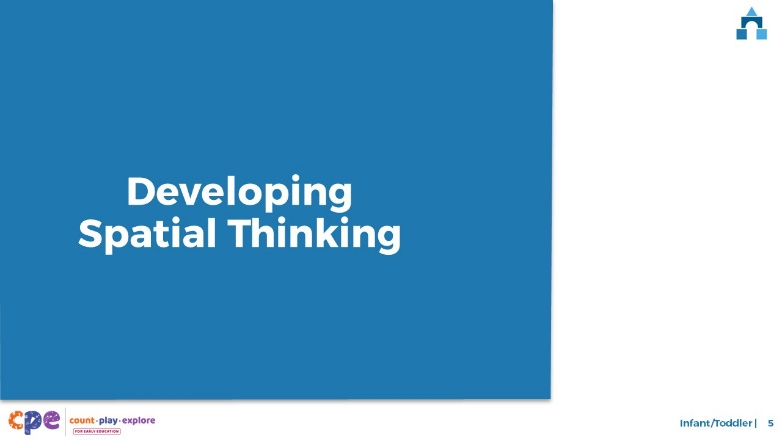 Developing
Spatial Thinking
cpe
count·play·explore
FOR EARLY EDUCATION
Infant/Toddler | 5